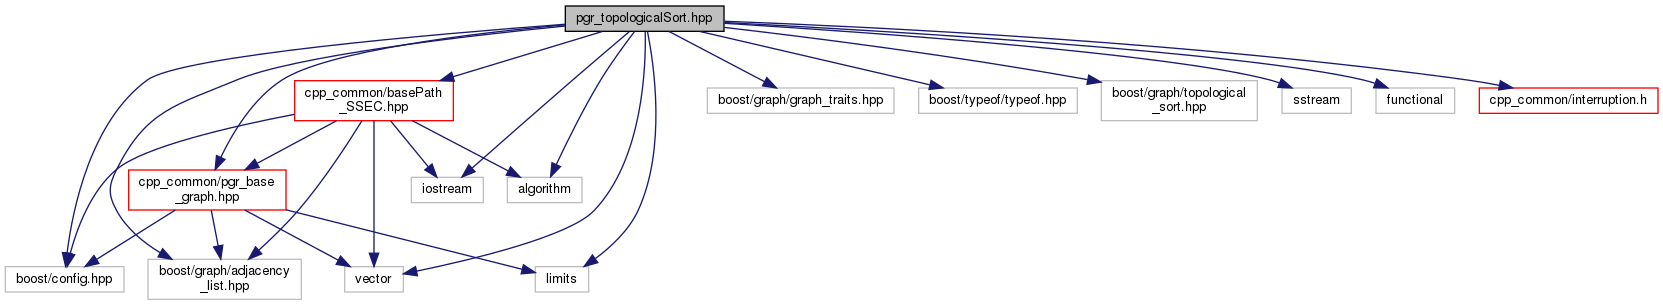 pgr_topologicalSort.hpp
cpp_common/basePath
_SSEC.hpp
boost/graph/graph_traits.hpp
boost/typeof/typeof.hpp
boost/graph/topological
_sort.hpp
sstream
functional
cpp_common/interruption.h
cpp_common/pgr_base
_graph.hpp
iostream
algorithm
boost/config.hpp
boost/graph/adjacency
_list.hpp
vector
limits